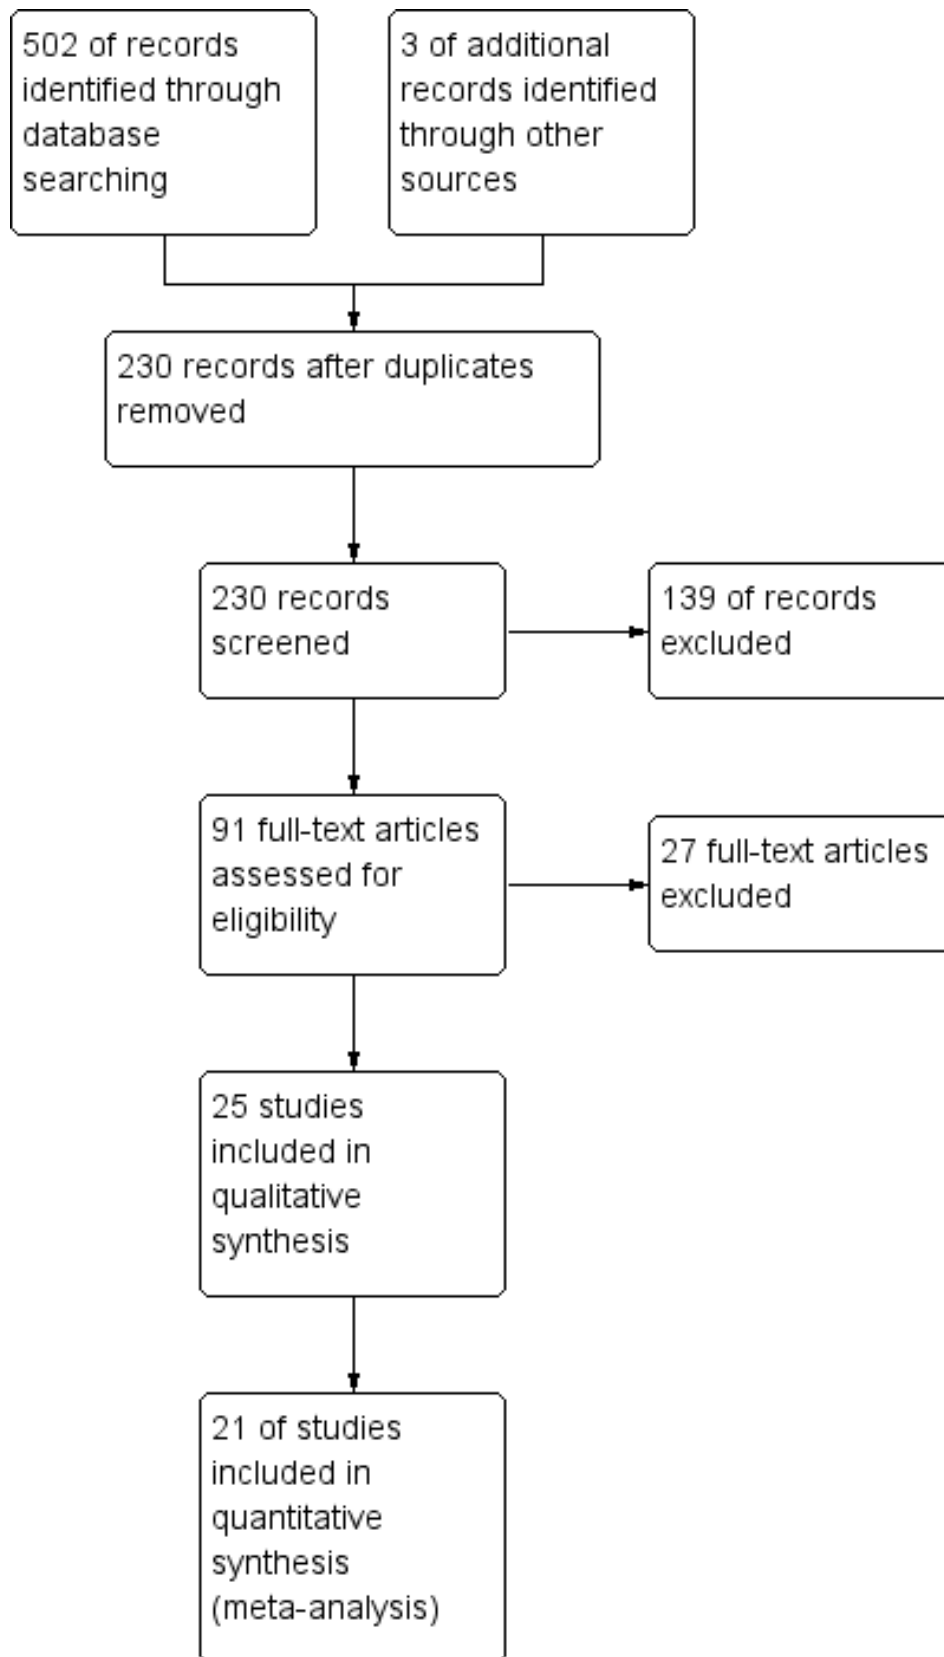 502 of records
identified through
database
searching
3 of additional
records identified
through other
sources
230 records after duplicates
removed
230 records
screened
139 of records
excluded
91 full-text articles
assessed for
eligibility
27 full-text articles
excluded
25 studies
included in
qualitative
synthesis
21 of studies
included in
quantitative
synthesis
(meta-analysis)